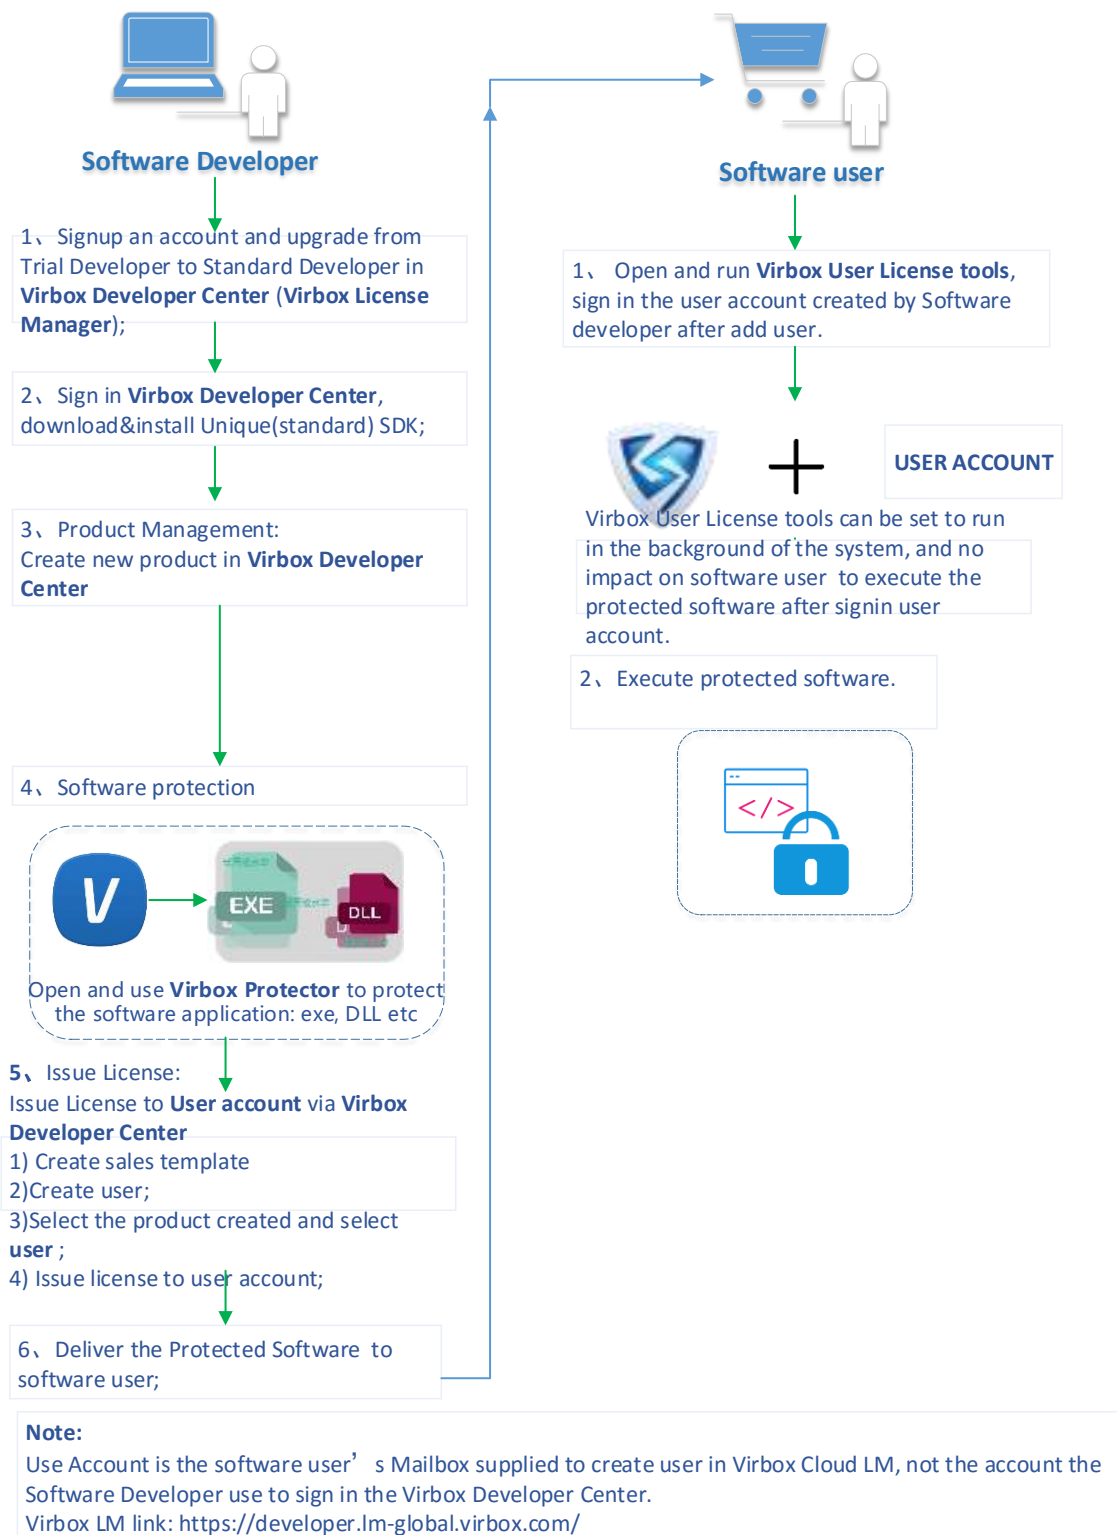 Software Developer
1、Signup an account and upgrade from
Trial Developer to Standard Developer in
Virbox Developer Center (Virbox License
Manager);
2、Sign in Virbox Developer Center,
download&install Unique(standard) SDK;
3、Product Management:
Create new product in Virbox Developer
Center
4、Software protection
V
EXE
DLL
Open and use Virbox Protector to protect
the software application: exe, DLL etc
5、Issue License:
Issue License to User account via Virbox
Developer Center
1) Create sales template
2)Create user;
3)Select the product created and select
user ;
4) Issue license to user account;
6、Deliver the Protected Software to
software user;
Software user
1、 Open and run Virbox User License tools,
sign in the user account created by Software
developer after add user.
USER ACCOUNT
Virbox User License tools can be set to run
in the background of the system, and no
impact on software user to execute the
protected software after signin user
account.
2、Execute protected software.
</>
Note:
Use Account is the software user’s Mailbox supplied to create user in Virbox Cloud LM, not the account the
Software Developer use to sign in the Virbox Developer Center.
Virbox LM link: https://developer.lm-global.virbox.com/